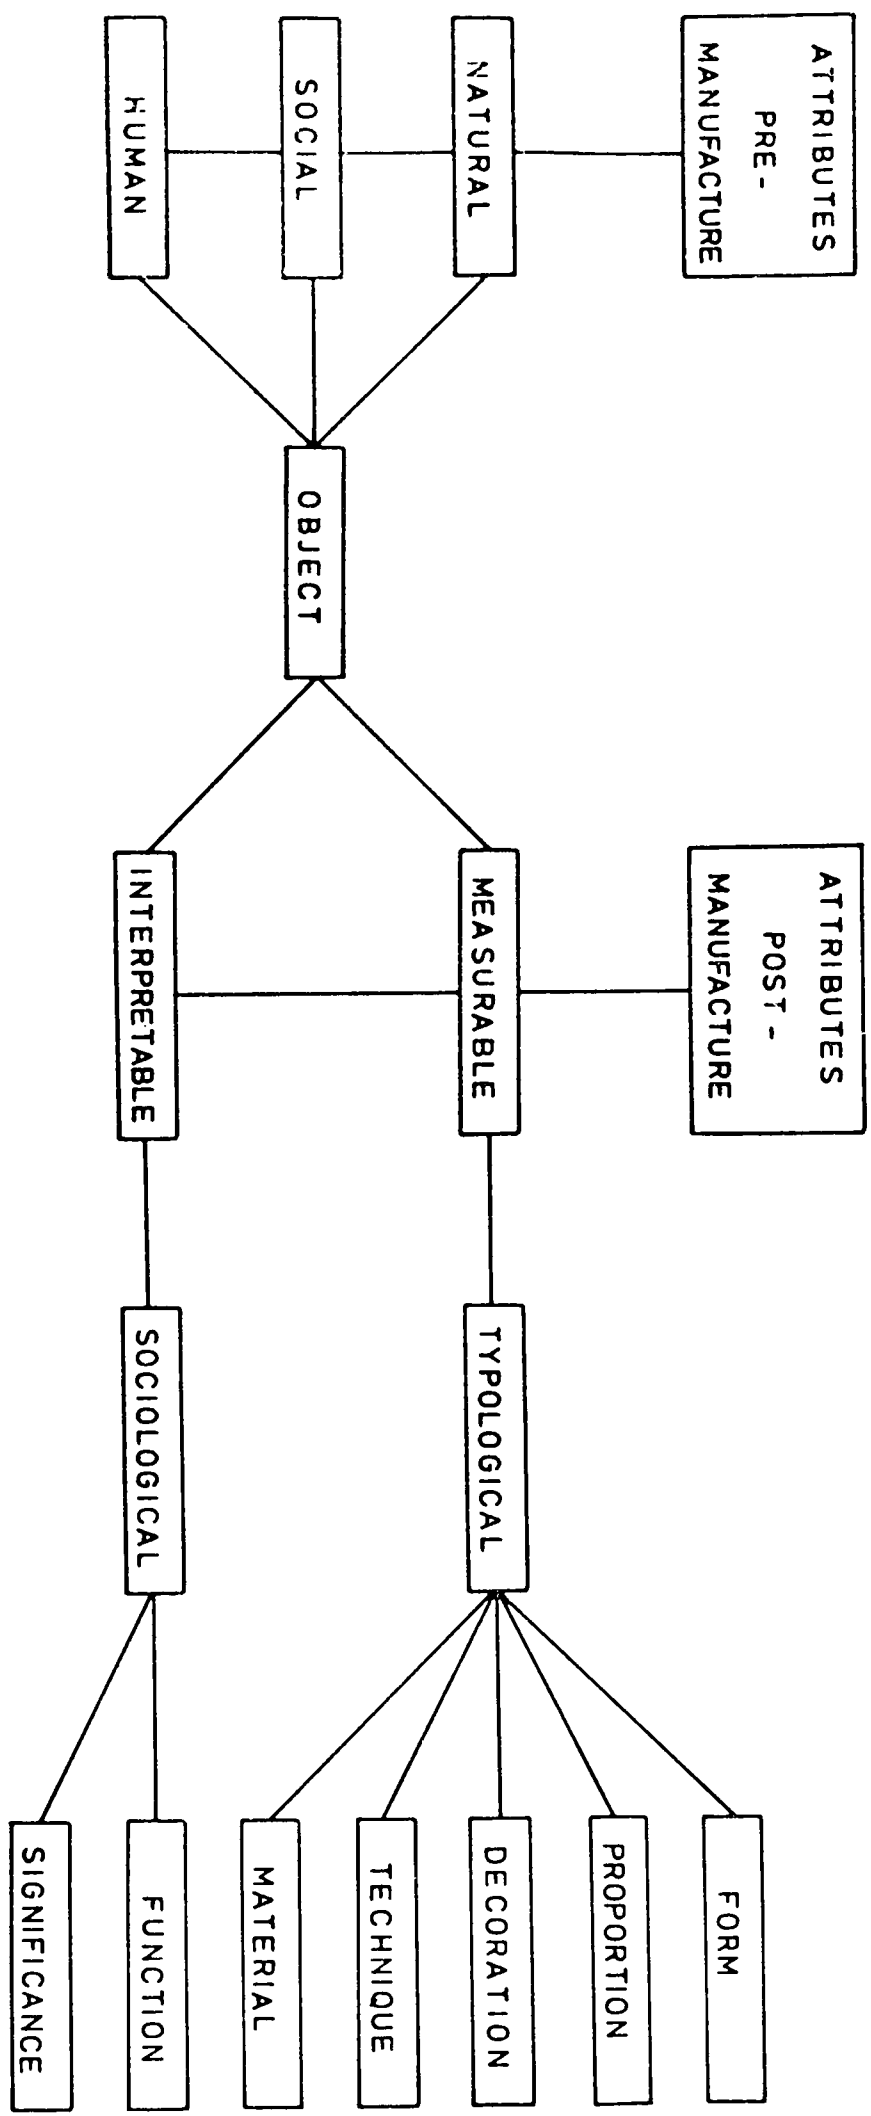 ATTRIBUTES
PRE-
MANUFACTURE
NATURAL
SOCIAL
HUMAN
OBJECT
ATTRIBUTES
POST-
MANUFACTURE
MEASURABLE
INTERPRETABLE
TYPOLOGICAL
SOCIOLOGICAL
FORM
PROPORTION
DECORATION
TECHNIQUE
MATERIAL
FUNCTION
SIGNIFICANCE